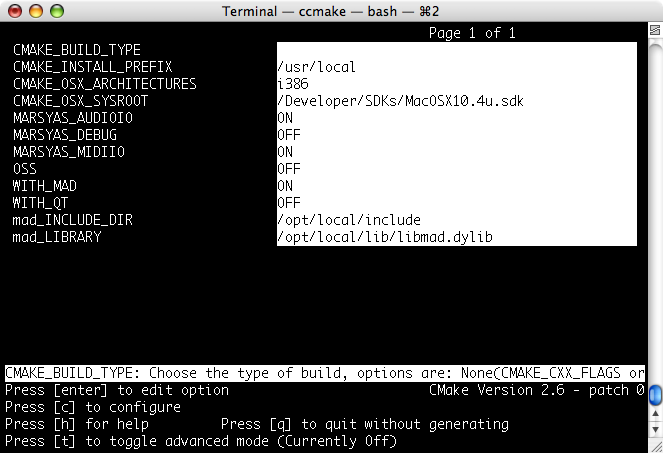 Terminal — ccmake — bash — ⌘2
Page 1 of 1
CMAKE_BUILD_TYPE
CMAKE_INSTALL_PREFIX /usr/local
CMAKE_OSX_ARCHITECTURES i386
CMAKE_OSX_SYSROOT /Developer/SDKs/MacOSX10.4u.sdk
MARSYAS_AUDIOIO ON
MARSYAS_DEBUG OFF
MARSYAS_MIDIIO ON
OSS OFF
WITH_MAD ON
WITH_QT OFF
mad_INCLUDE_DIR /opt/local/include
mad_LIBRARY /opt/local/lib/libmad.dylib
CMAKE_BUILD_TYPE: Choose the type of build, options are: None(CMAKE_CXX_FLAGS or
Press [enter] to edit option CMake Version 2.6 - patch 0
Press [c] to configure
Press [h] for help Press [q] to quit without generating
Press [t] to toggle advanced mode (Currently Off)